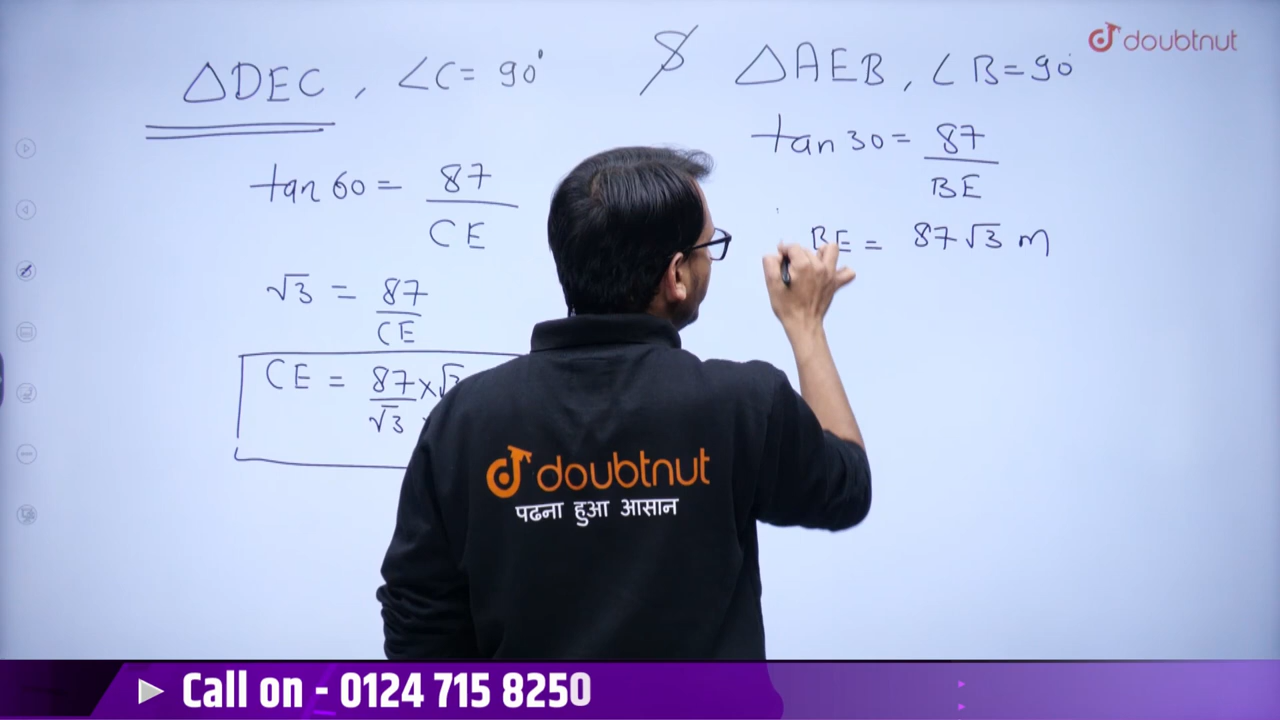 doubtnut
△DEC, ∠C = 90°
tan 60 = 87/CE
√3 = 87/CE
CE = 87/√3 × √3
& △AEB, ∠B = 90°
tan 30 = 87/BE
BE = 87√3 m
doubtnut
पढना हुआ आसान
Call on - 0124 715 8250